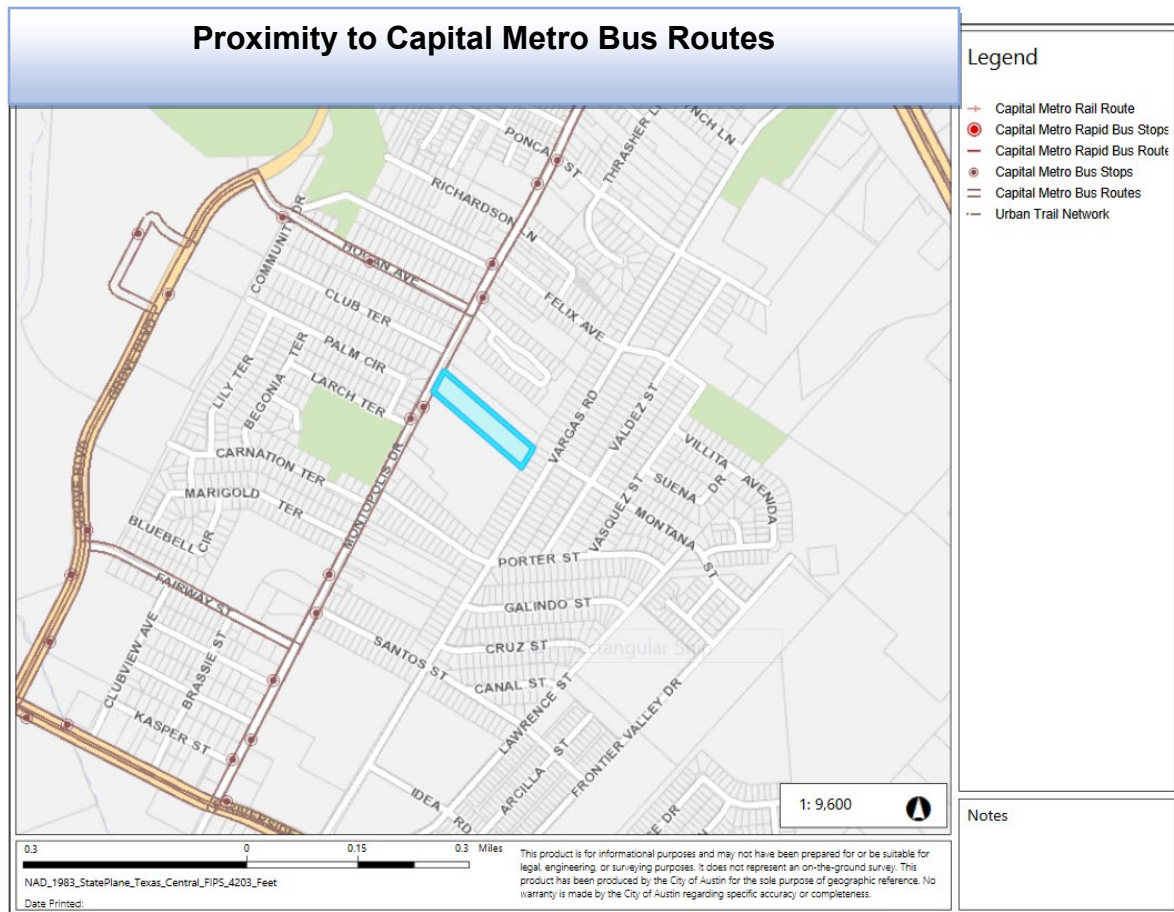 Proximity to Capital Metro Bus Routes
Legend
Capital Metro Rail Route
Capital Metro Rapid Bus Stops
Capital Metro Rapid Bus Route
Capital Metro Bus Stops
Capital Metro Bus Routes
Urban Trail Network
PONCA ST
THRASHER LN
RICHARDSON LN
COMMUNITY DR
HOGAN AVE
CLUB TER
FELIX AVE
GROVE BLVD
PALM CIR
LILY TER
BEGONIA TER
LARCH TER
VARGAS RD
VALDEZ ST
VILLITA AVENIDA
CARNATION TER
MONTOPOLIS DR
SUENA DR
MARIGOLD TER
VASQUEZ ST
MONTANA ST
GROVE BLVD
BLUEBELL CIR
PORTER ST
FAIRWAY ST
GALINDO ST
SANTOS ST
CRUZ ST
Rectangular Snip
CLUBVIEW AVE
BRASSIE ST
CANAL ST
LAWRENCE ST
FRONTIER VALLEY DR
KASPER ST
ARCILLA ST
IDEA RD
RIVERSIDE
1: 9,600
Notes
0.3 0 0.15 0.3 Miles
NAD_1983_StatePlane_Texas_Central_FIPS_4203_Feet
Date Printed:
This product is for informational purposes and may not have been prepared for or be suitable for
legal, engineering, or surveying purposes. It does not represent an on-the-ground survey. This
product has been produced by the City of Austin for the sole purpose of geographic reference. No
warranty is made by the City of Austin regarding specific accuracy or completeness.